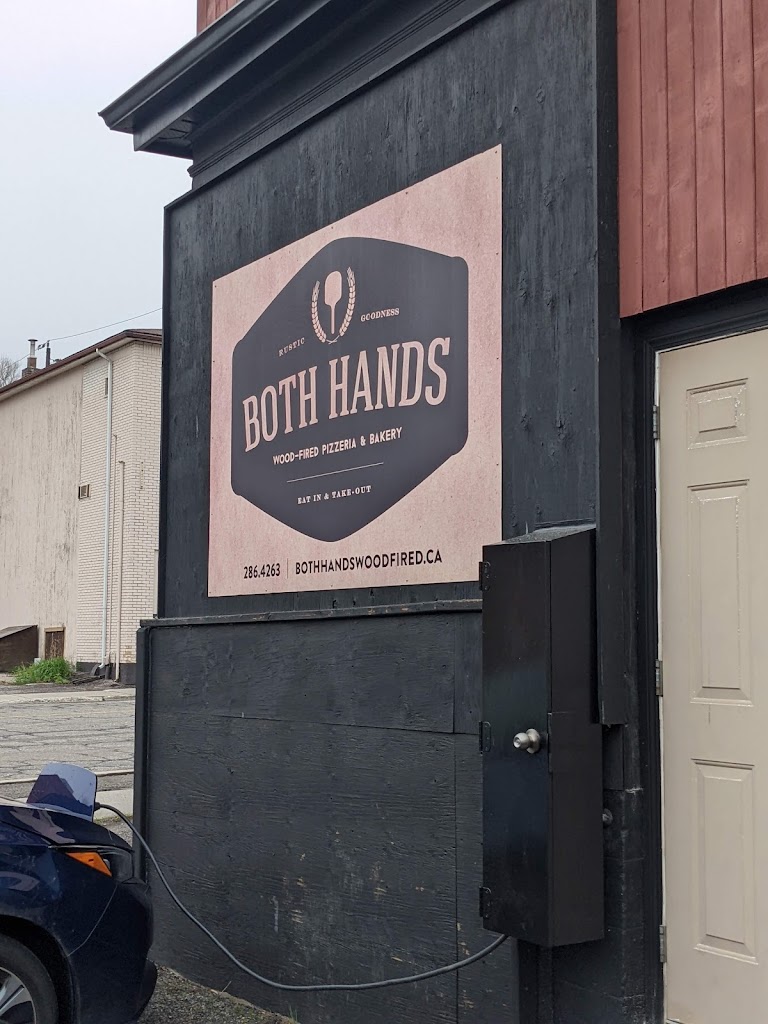 RUSTIC GOODNESS
BOTH HANDS
WOOD-FIRED PIZZERIA & BAKERY
EAT IN & TAKE-OUT
286.4263 | BOTHHANDSWOODFIRED.CA